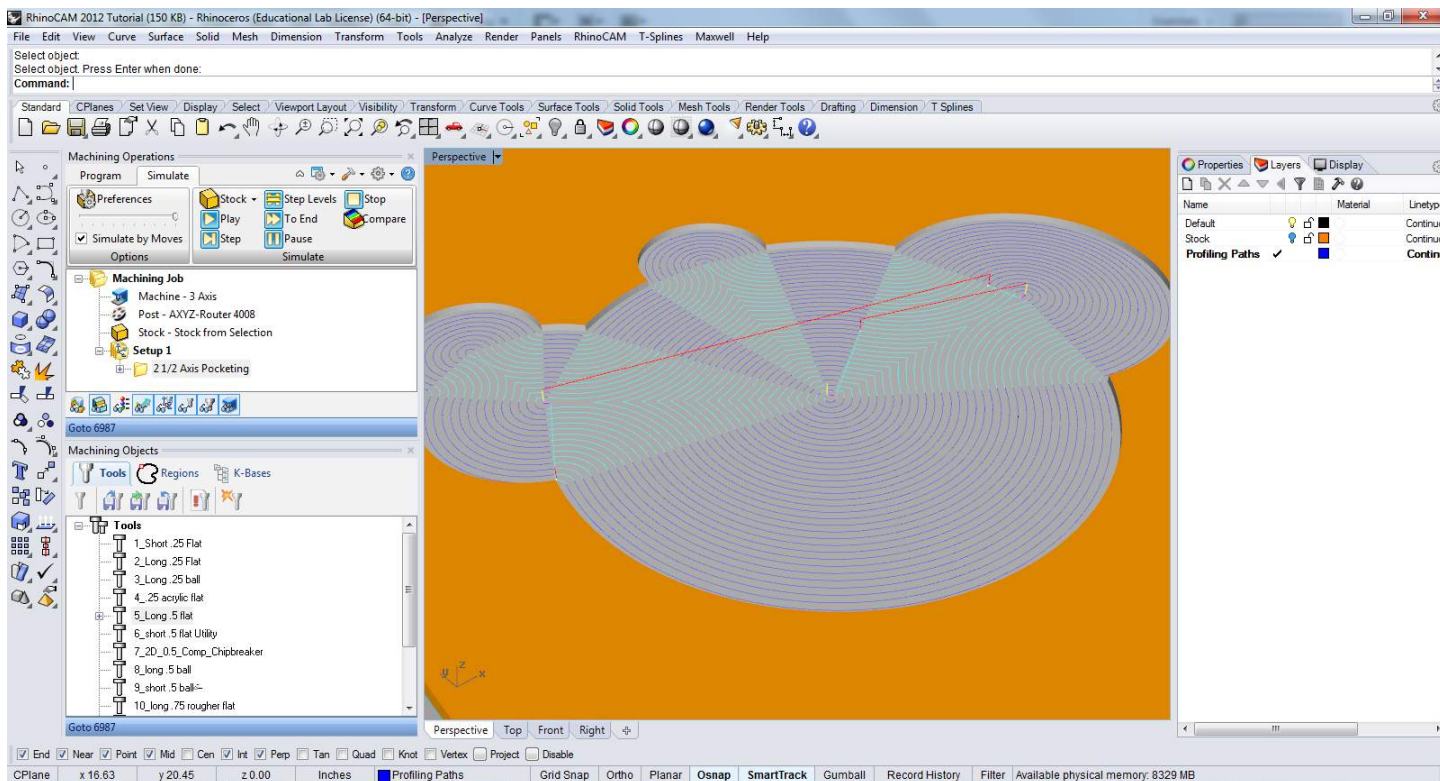 RhinoCAM 2012 Tutorial (150 KB) - Rhinoceros (Educational Lab License) (64-bit) - [Perspective]
File Edit View Curve Surface Solid Mesh Dimension Transform Tools Analyze Render Panels RhinoCAM T-Splines Maxwell Help
Select object:
Select object. Press Enter when done:
Command:
Standard CPlanes Set View Display Select Viewport Layout Visibility Transform Curve Tools Surface Tools Solid Tools Mesh Tools Render Tools Drafting Dimension T Splines
Machining Operations
Program Simulate
Preferences
Simulate by Moves
Options
Stock Step Levels Stop
Play To End Compare
Step Pause
Simulate
Machining Job
Machine - 3 Axis
Post - AXYZ-Router 4008
Stock - Stock from Selection
Setup 1
2 1/2 Axis Pocketing
Goto 6987
Machining Objects
Tools Regions K-Bases
Tools
1_Short .25 Flat
2_Long .25 Flat
3_Long .25 ball
4_.25 acrylic flat
5_Long .5 flat
6_short .5 flat Utility
7_2D_0.5_Comp_Chipbreaker
8_long .5 ball
9_short .5 ball
10_long .75 rougher flat
Goto 6987
Perspective
z
y x
Perspective Top Front Right
Properties Layers Display
Name Material Linetype
Default Continu
Stock Continu
Profiling Paths Contin
End Near Point Mid Cen Int Perp Tan Quad Knot Vertex Project Disable
CPlane x 16.63 y 20.45 z 0.00 Inches Profiling Paths Grid Snap Ortho Planar Osnap SmartTrack Gumball Record History Filter Available physical memory: 8329 MB